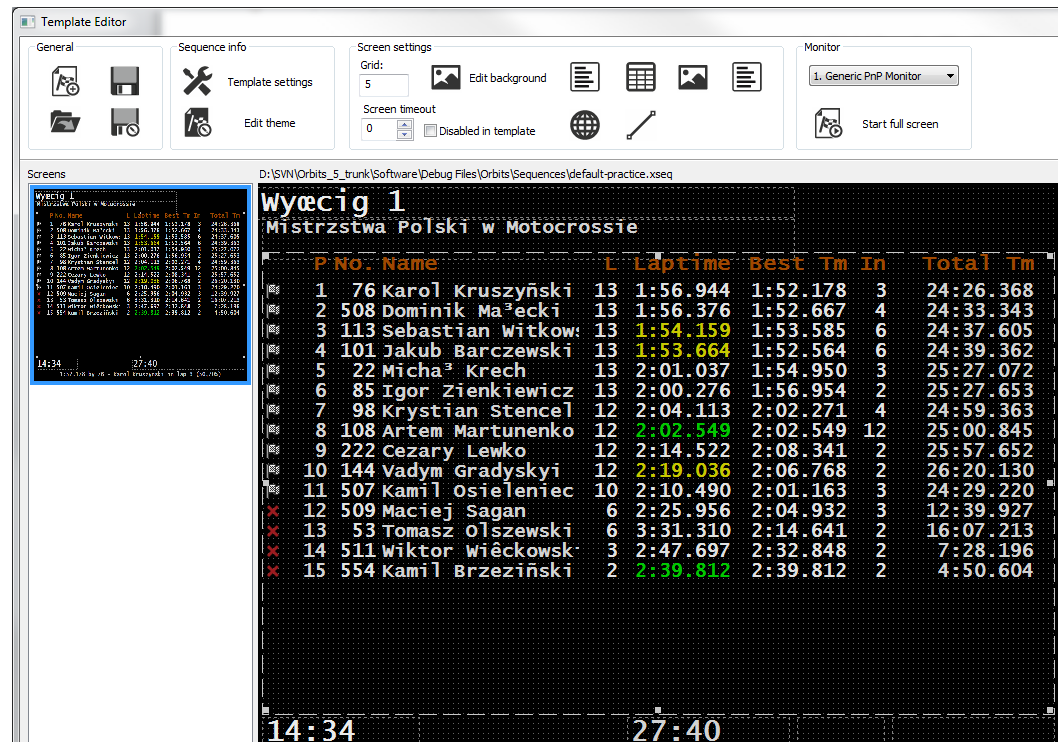 Template Editor
General
Sequence info
Template settings
Edit theme
Screen settings
Grid:
5
Edit background
Screen timeout
0
Disabled in template
Monitor
1. Generic PnP Monitor
Start full screen
Screens
D:\SVN\Orbits_5_trunk\Software\Debug Files\Orbits\Sequences\default-practice.xseq
Wyœcig 1
Mistrzstwa Polski w Motocrossie
P No. Name L Laptime Best Tm In Total Tm
1 76 Karol Kruszyñski 13 1:56.944 1:52.178 3 24:26.368
2 508 Dominik Ma³ecki 13 1:56.376 1:52.667 4 24:33.343
3 113 Sebastian Witkows 13 1:54.159 1:53.585 6 24:37.605
4 101 Jakub Barczewski 13 1:53.664 1:52.564 6 24:39.362
5 22 Micha³ Krech 13 2:01.037 1:54.950 3 25:27.072
6 85 Igor Zienkiewicz 13 2:00.276 1:56.954 2 25:27.653
7 98 Krystian Stencel 12 2:04.113 2:02.271 4 24:59.363
8 108 Artem Martunenko 12 2:02.549 2:02.549 12 25:00.845
9 222 Cezary Lewko 12 2:14.522 2:08.341 2 25:57.652
10 144 Vadym Gradyskyi 12 2:19.036 2:06.768 2 26:20.130
11 507 Kamil Osieleniec 10 2:10.490 2:01.163 3 24:29.220
12 509 Maciej Sagan 6 2:25.956 2:04.932 3 12:39.927
13 53 Tomasz Olszewski 6 3:31.310 2:14.641 2 16:07.213
14 511 Wiktor Wiêckowsk 3 2:47.697 2:32.848 2 7:28.196
15 554 Kamil Brzeziñski 2 2:39.812 2:39.812 2 4:50.604
14:34 27:40